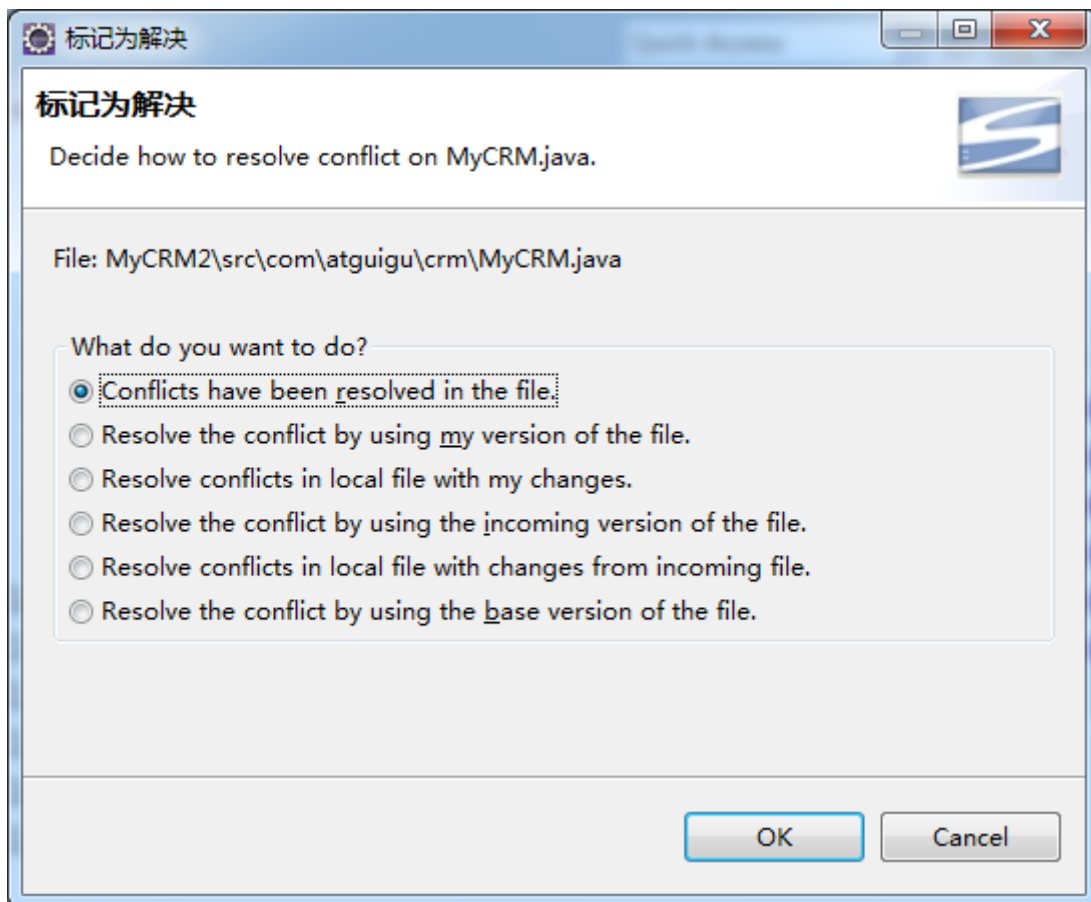 标记为解决
Quick Access
标记为解决
Decide how to resolve conflict on MyCRM.java.
File: MyCRM2\src\com\atguigu\crm\MyCRM.java
What do you want to do?
Conflicts have been resolved in the file.
Resolve the conflict by using my version of the file.
Resolve conflicts in local file with my changes.
Resolve the conflict by using the incoming version of the file.
Resolve conflicts in local file with changes from incoming file.
Resolve the conflict by using the base version of the file.
OK
Cancel